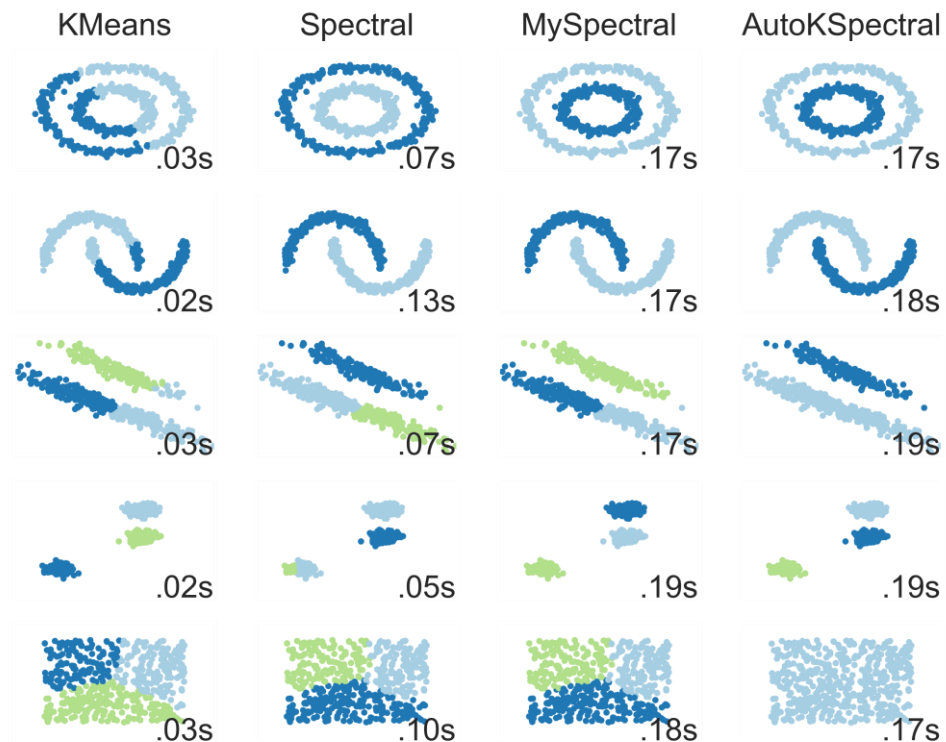 KMeans Spectral MySpectral AutoKSpectral
.03s .07s .17s .17s
.02s .13s .17s .18s
.03s .07s .17s .19s
.02s .05s .19s .19s
.03s .10s .18s .17s